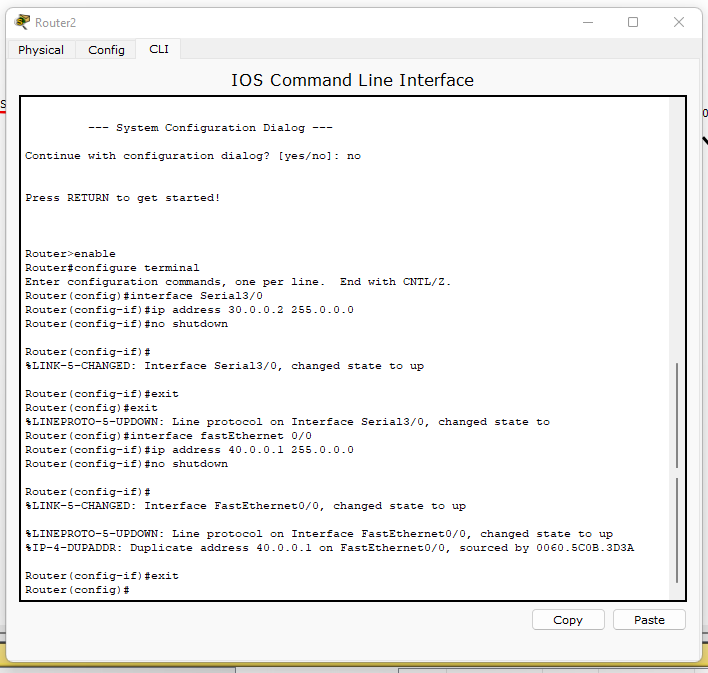 Router2
Physical Config CLI
IOS Command Line Interface
--- System Configuration Dialog ---
Continue with configuration dialog? [yes/no]: no
Press RETURN to get started!
Router>enable
Router#configure terminal
Enter configuration commands, one per line.  End with CNTL/Z.
Router(config)#interface Serial3/0
Router(config-if)#ip address 30.0.0.2 255.0.0.0
Router(config-if)#no shutdown
Router(config-if)#
%LINK-5-CHANGED: Interface Serial3/0, changed state to up
Router(config-if)#exit
Router(config)#exit
%LINEPROTO-5-UPDOWN: Line protocol on Interface Serial3/0, changed state to
Router(config)#interface fastEthernet 0/0
Router(config-if)#ip address 40.0.0.1 255.0.0.0
Router(config-if)#no shutdown
Router(config-if)#
%LINK-5-CHANGED: Interface FastEthernet0/0, changed state to up
%LINEPROTO-5-UPDOWN: Line protocol on Interface FastEthernet0/0, changed state to up
%IP-4-DUPADDR: Duplicate address 40.0.0.1 on FastEthernet0/0, sourced by 0060.5C0B.3D3A
Router(config-if)#exit
Router(config)#
Copy Paste